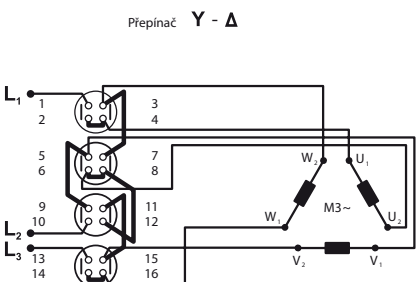 Přepínač Y - Δ
L1 1 3
2 4
5 7
6 8
W2 U1
9 11
10 12
L2
W1 M3~ U2
L3 13 15
14 16
V2 V1